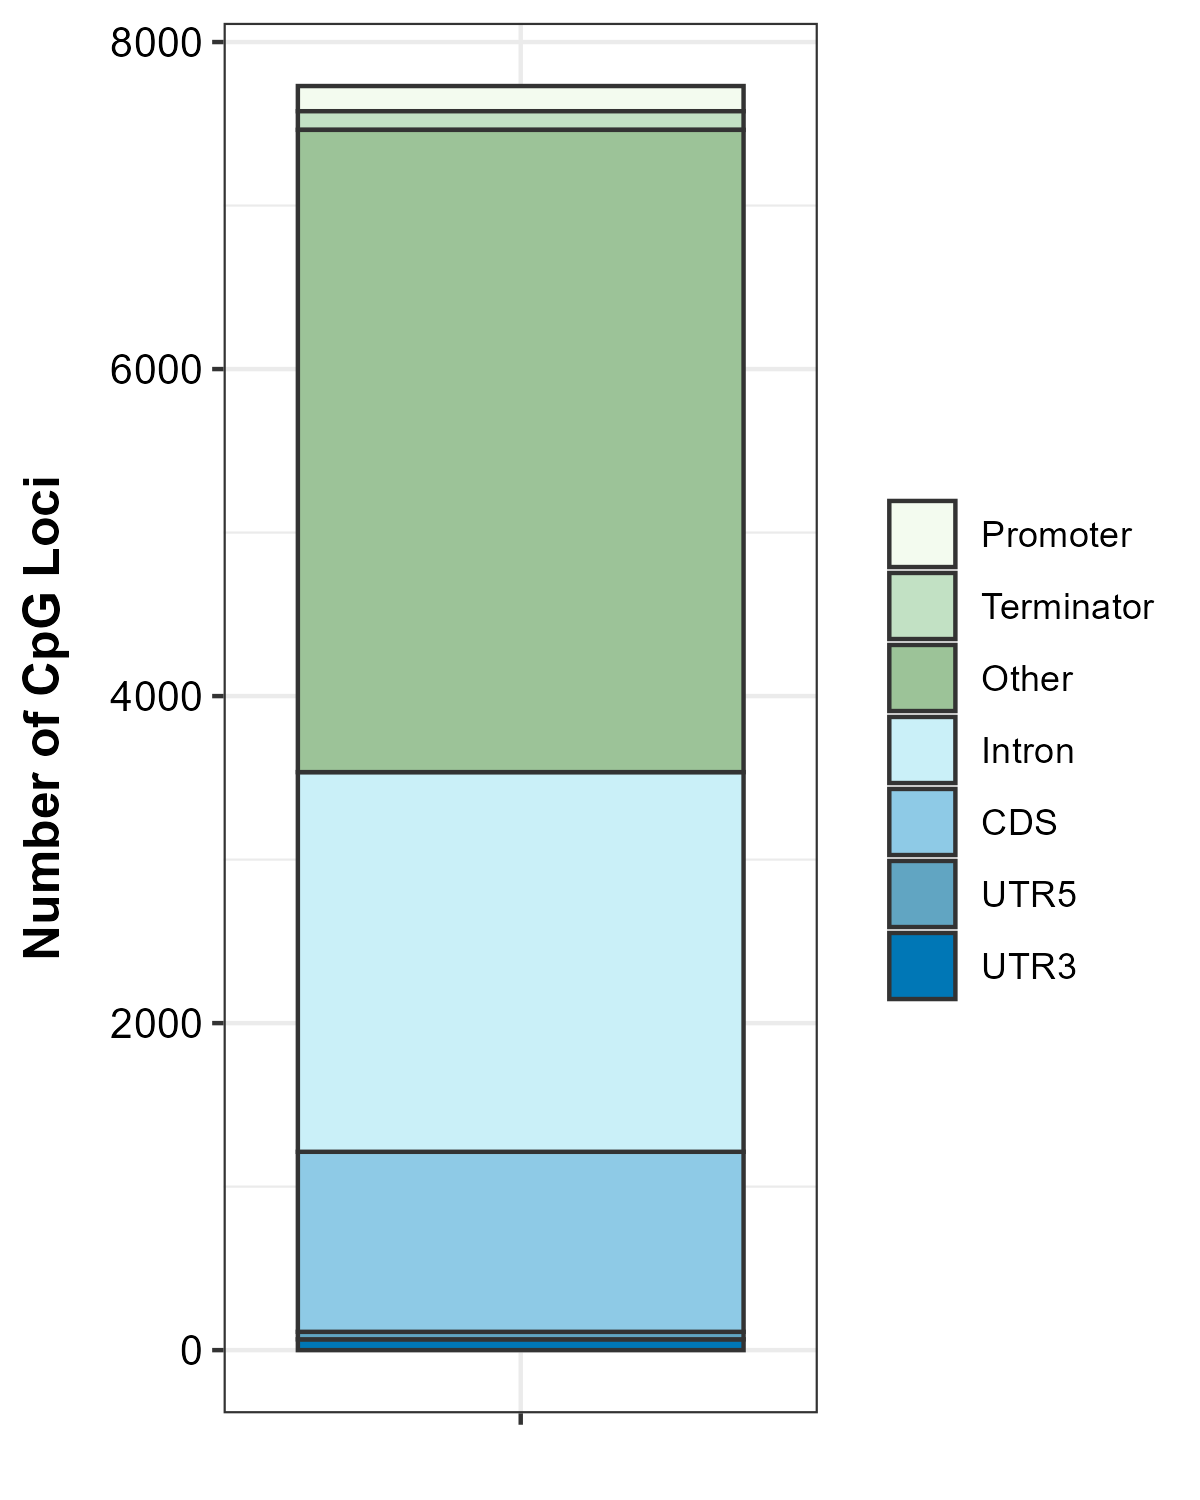 Number of CpG Loci
8000
6000
4000
2000
0
Promoter
Terminator
Other
Intron
CDS
UTR5
UTR3